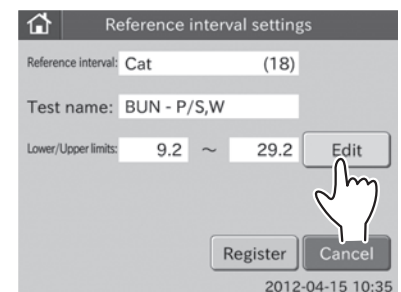 Reference interval settings
Reference interval: Cat (18)
Test name: BUN - P/S,W
Lower/Upper limits: 9.2 ~ 29.2 Edit
Register Cancel
2012-04-15 10:35